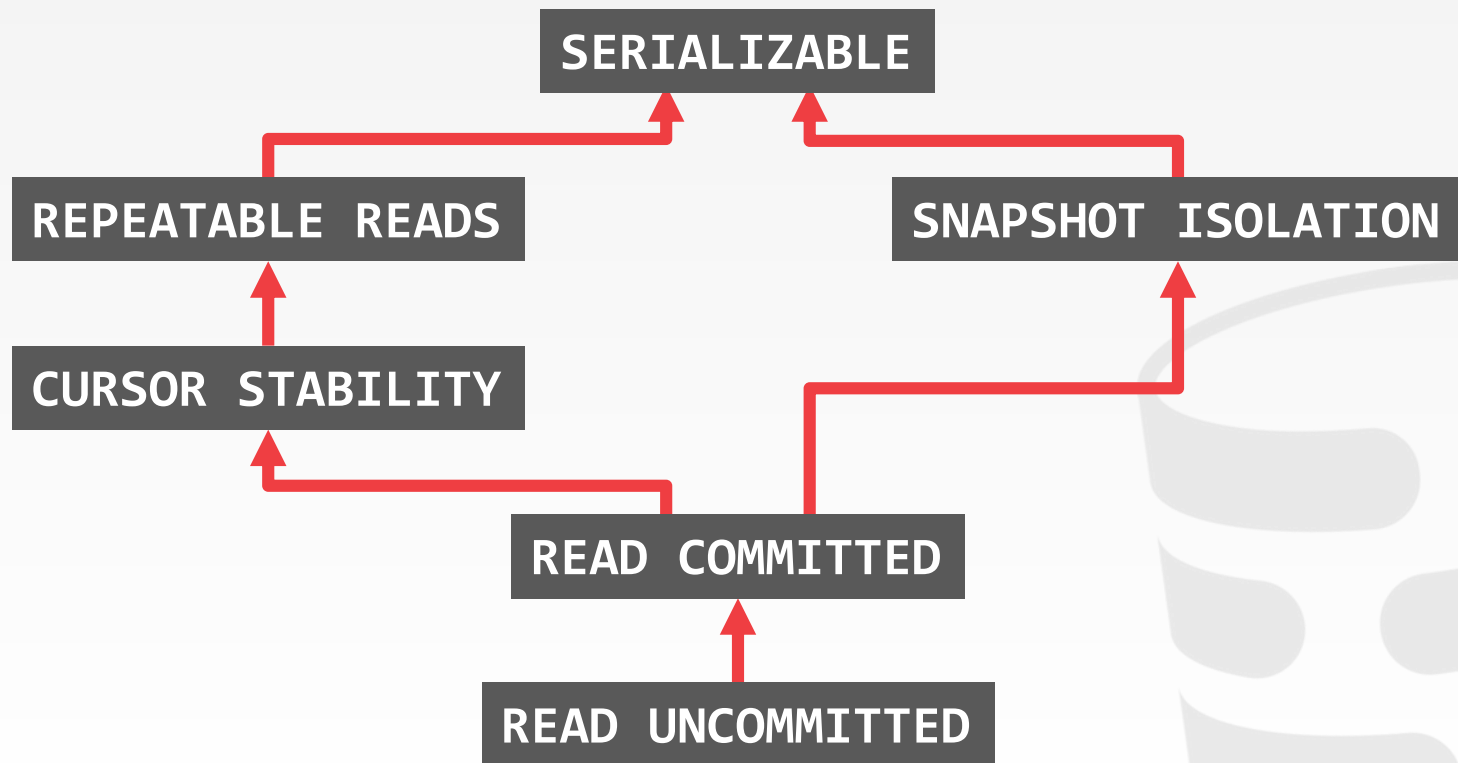 SERIALIZABLE
REPEATABLE READS
SNAPSHOT ISOLATION
CURSOR STABILITY
READ COMMITTED
READ UNCOMMITTED